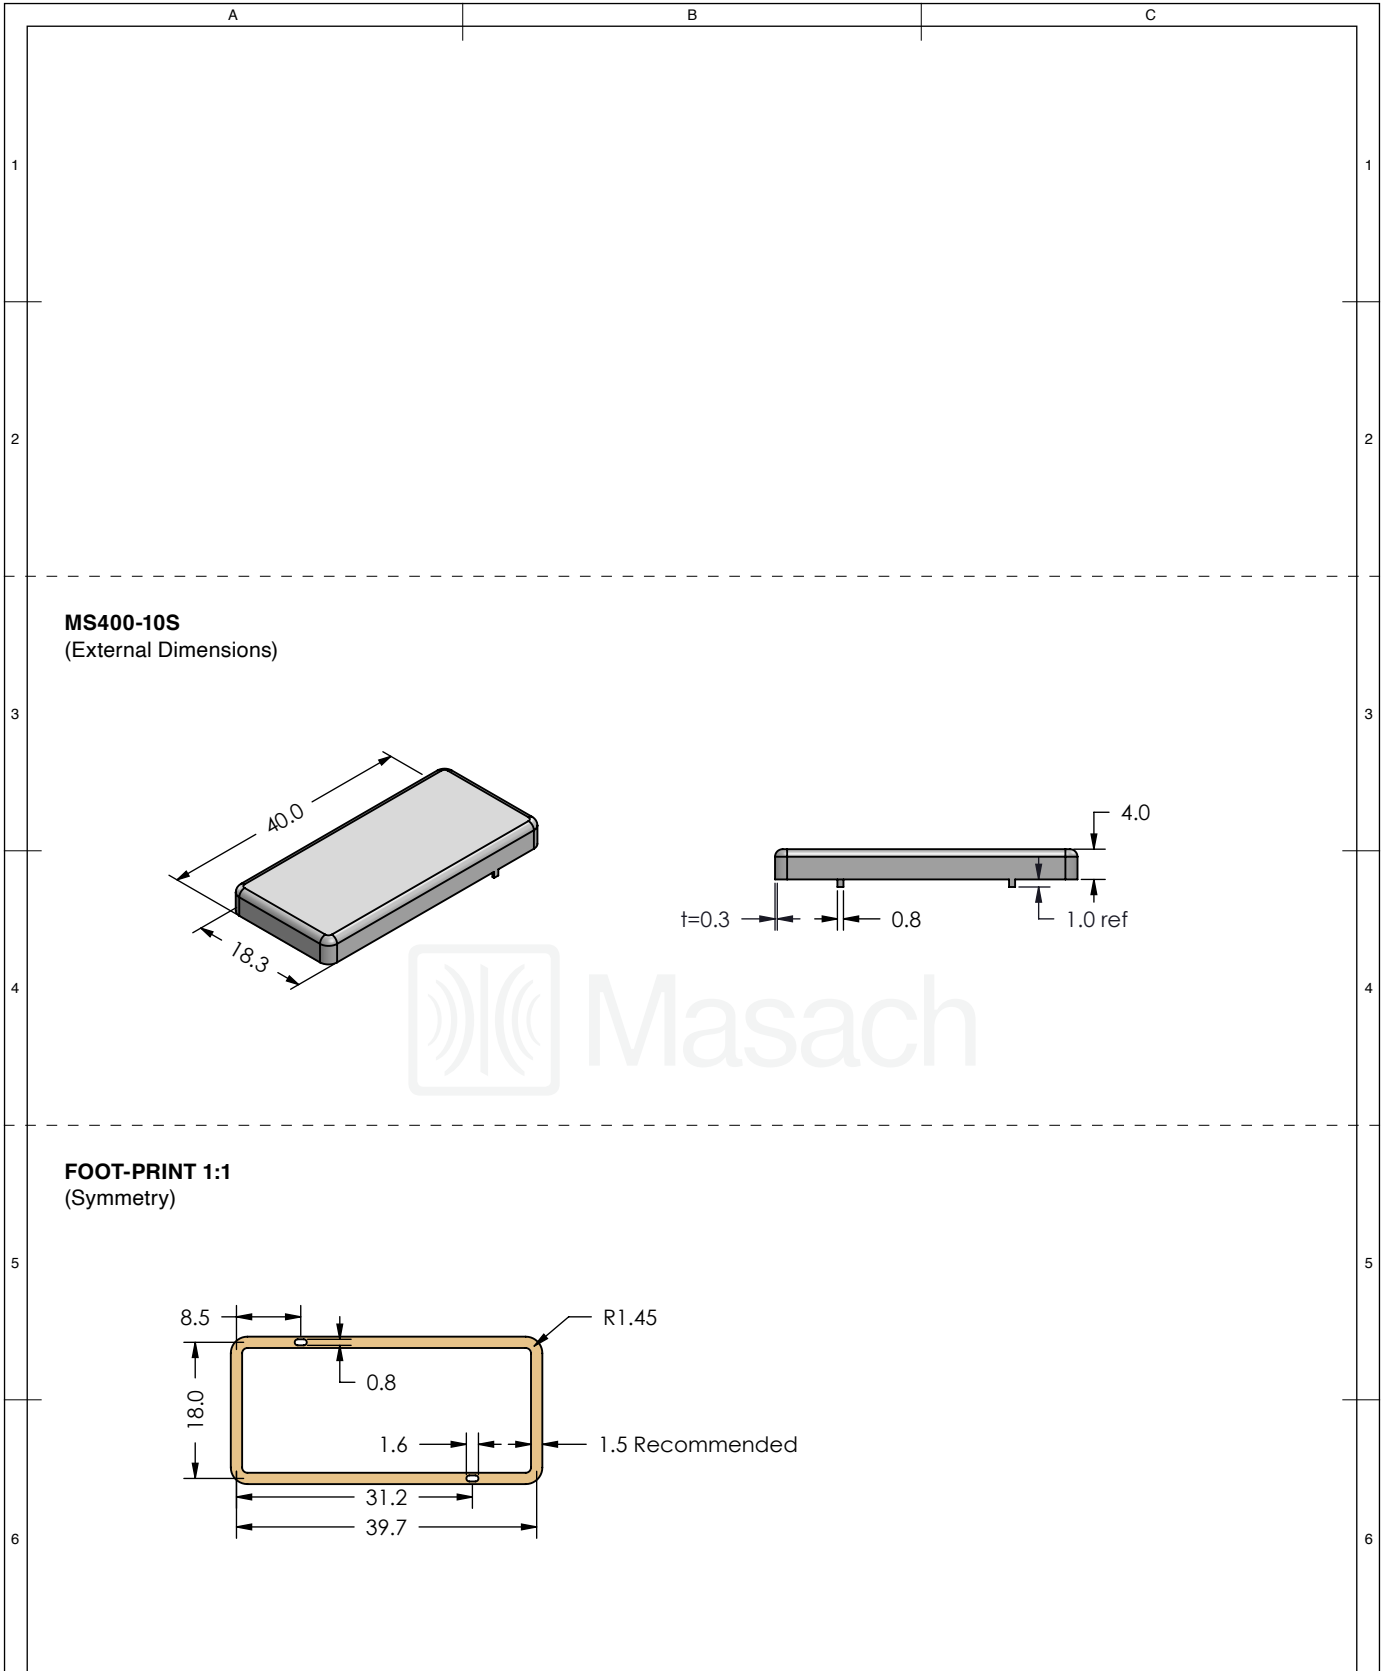 A B C
1 1
2 2
MS400-10S
(External Dimensions)
3 3
40.0
4.0
t=0.3 0.8 1.0 ref
18.3
4 4
Masach
FOOT-PRINT 1:1
(Symmetry)
5 5
8.5 R1.45
0.8
18.0
1.6 1.5 Recommended
31.2
39.7
6 6